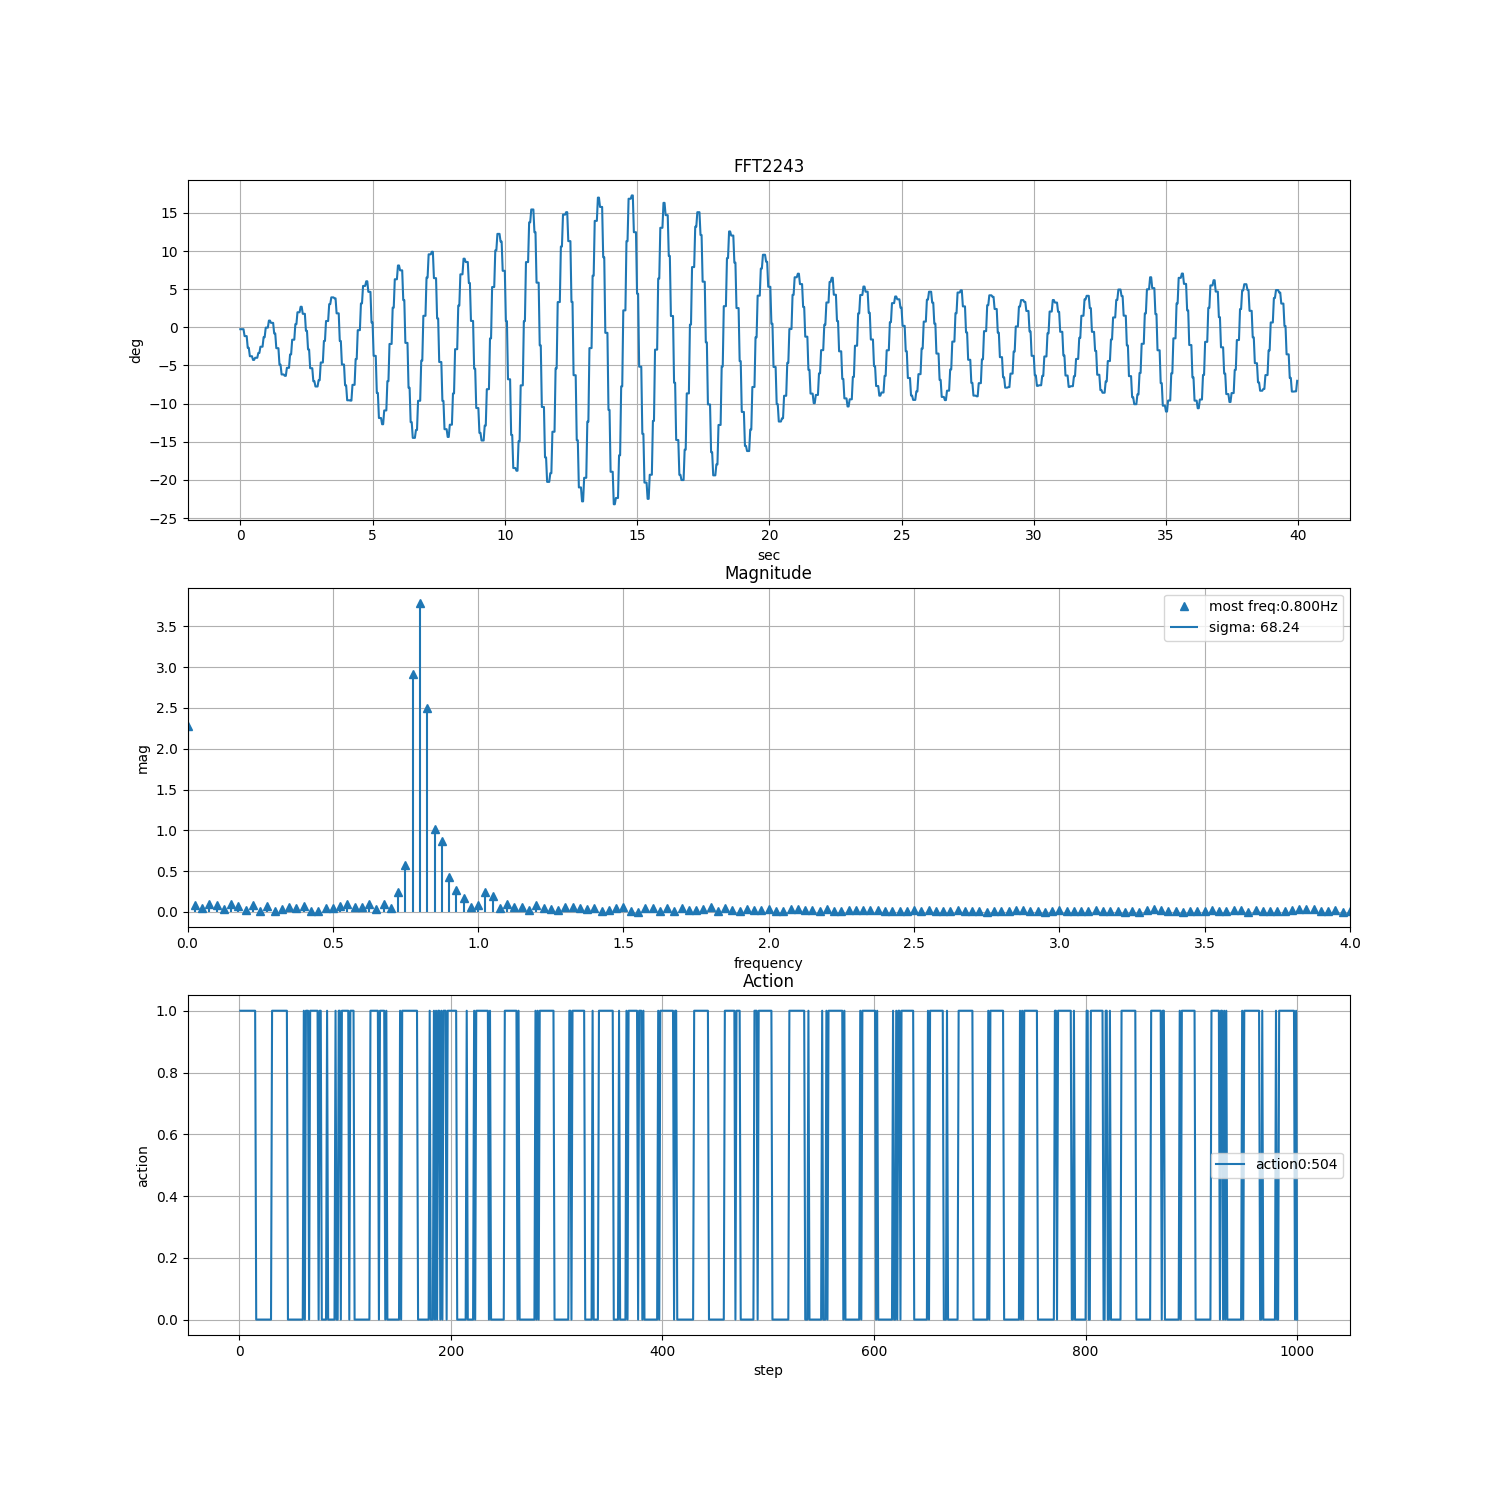 FFT2243
15
10
5
0
−5
−10
−15
−20
−25
deg
0 5 10 15 20 25 30 35 40
sec
Magnitude
most freq:0.800Hz
sigma: 68.24
3.5
3.0
2.5
2.0
1.5
1.0
0.5
0.0
mag
0.0 0.5 1.0 1.5 2.0 2.5 3.0 3.5 4.0
frequency
Action
1.0
0.8
0.6
0.4
0.2
0.0
action
action0:504
0 200 400 600 800 1000
step